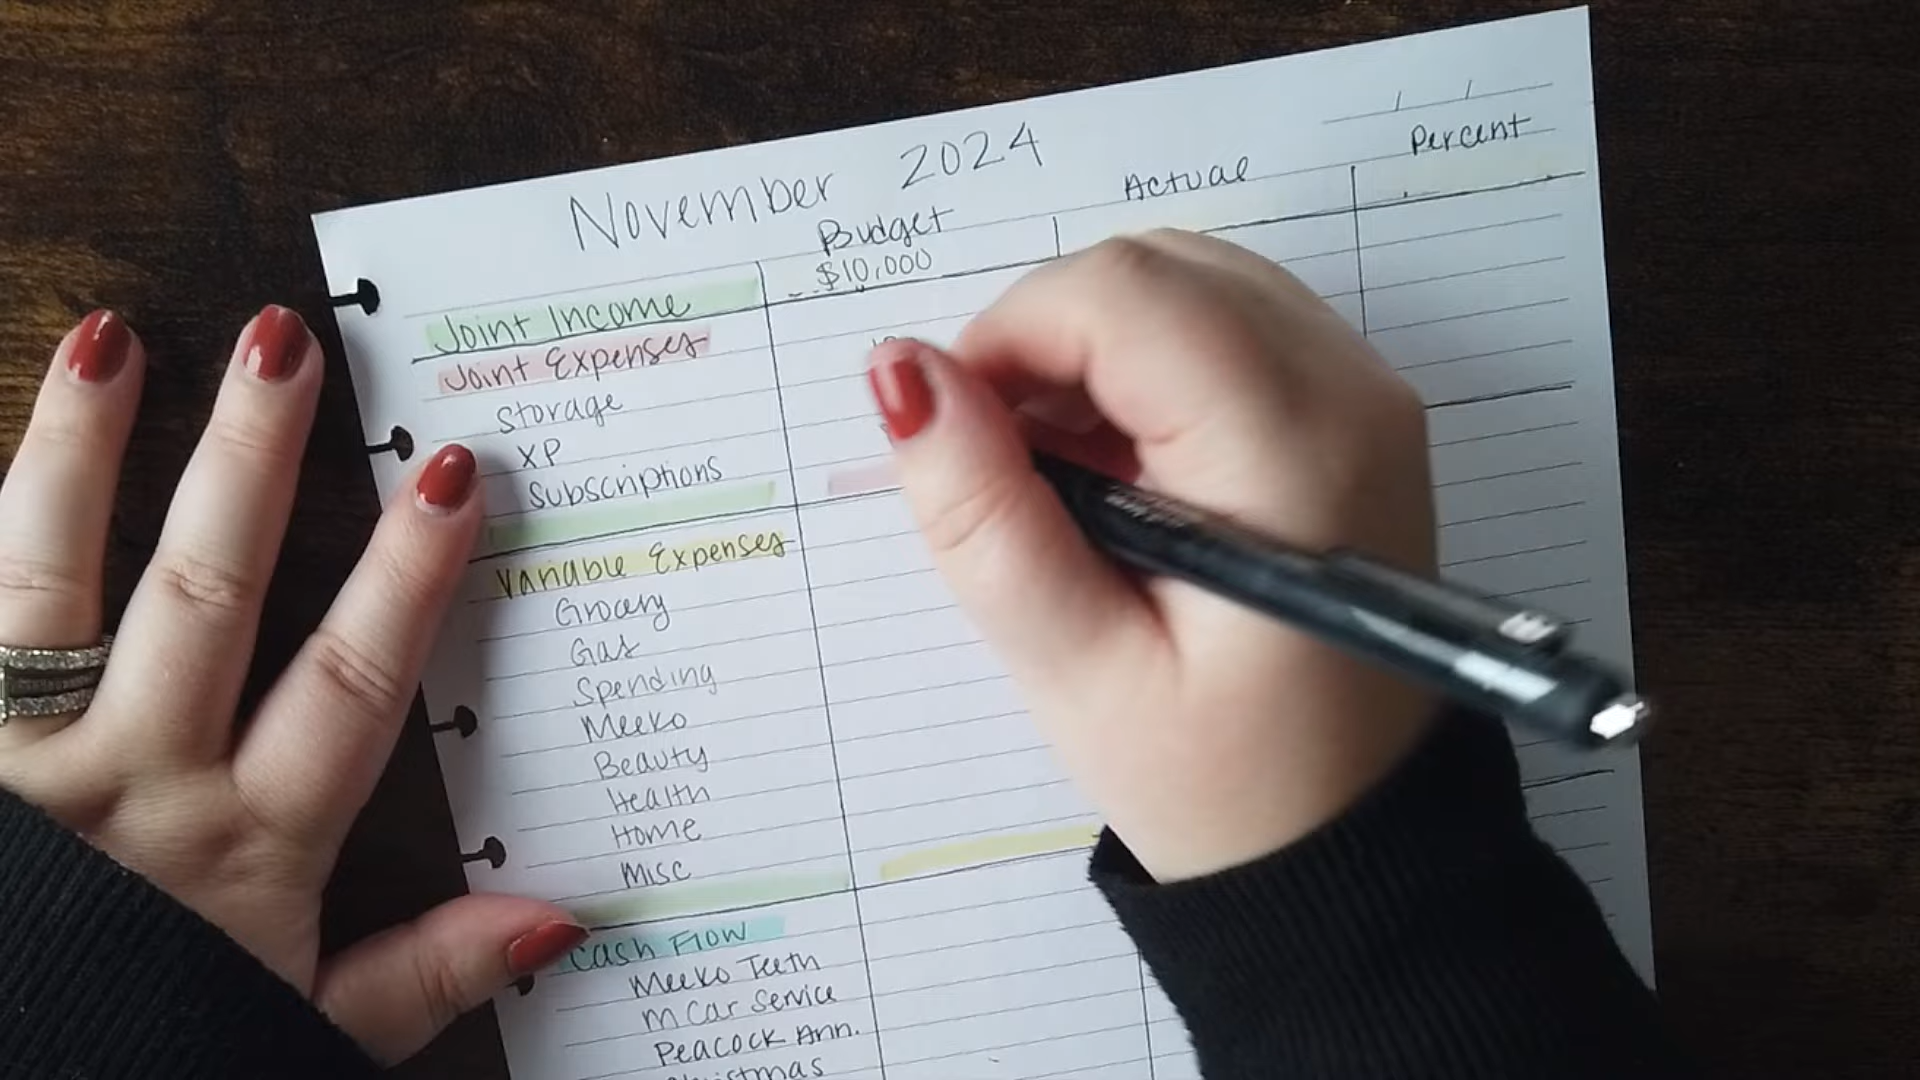 November 2024
Budget Actual Percent
Joint Income $10,000
Joint Expenses
Storage
XP
Subscriptions
Variable Expenses
Grocery
Gas
Spending
Meeko
Beauty
Health
Home
Misc
Cash Flow
Meeko Teeth
M Car Service
Peacock Ann.